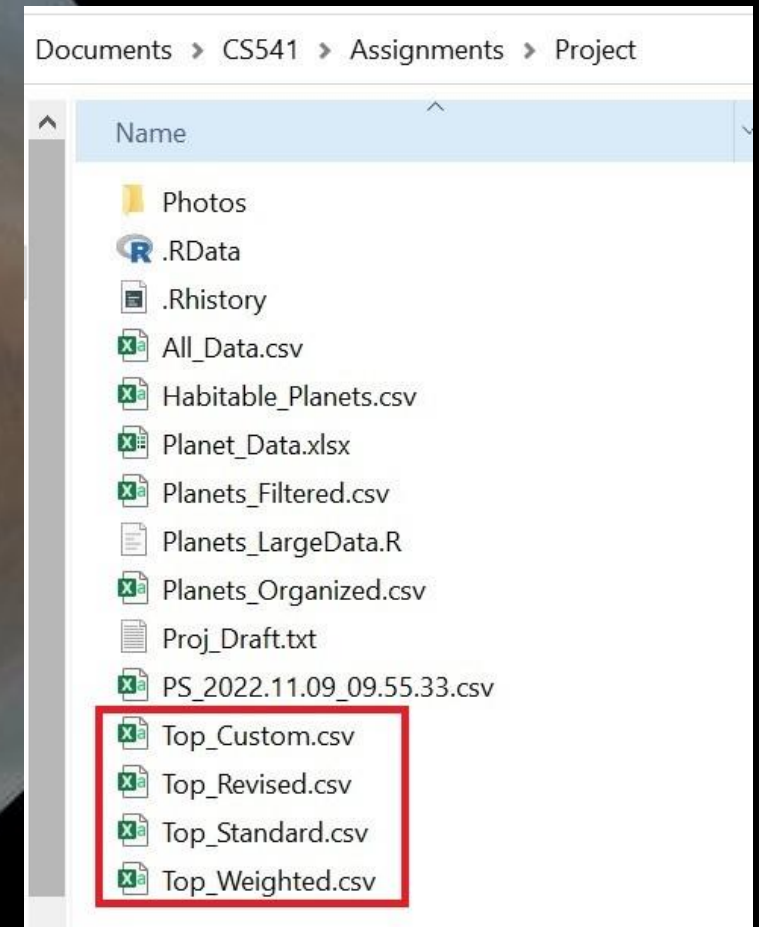 Documents > CS541 > Assignments > Project
Name
Photos
.RData
.Rhistory
All_Data.csv
Habitable_Planets.csv
Planet_Data.xlsx
Planets_Filtered.csv
Planets_LargeData.R
Planets_Organized.csv
Proj_Draft.txt
PS_2022.11.09_09.55.33.csv
Top_Custom.csv
Top_Revised.csv
Top_Standard.csv
Top_Weighted.csv